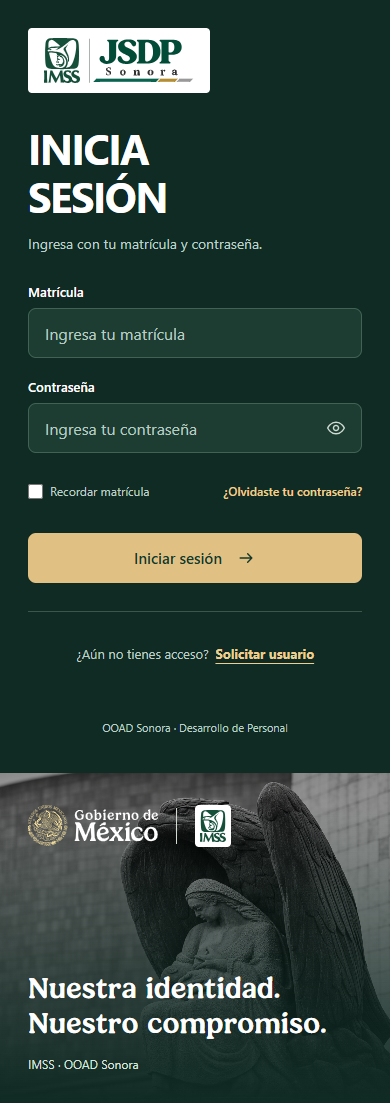 IMSS
JSDP
Sonora
INICIA
SESIÓN
Ingresa con tu matrícula y contraseña.
Matrícula
Ingresa tu matrícula
Contraseña
Ingresa tu contraseña
Recordar matrícula
¿Olvidaste tu contraseña?
Iniciar sesión →
¿Aún no tienes acceso? Solicitar usuario
OOAD Sonora · Desarrollo de Personal
Gobierno de
México
IMSS
Nuestra identidad.
Nuestro compromiso.
IMSS · OOAD Sonora